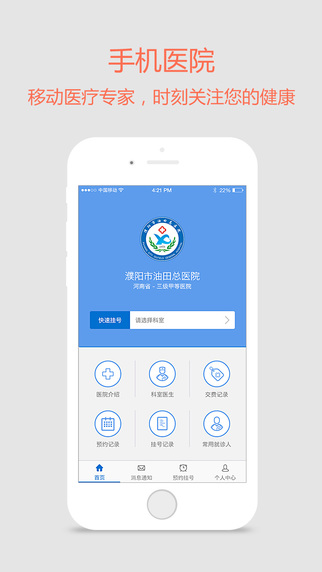 手机医院
移动医疗专家，时刻关注您的健康
中国移动
4:21 PM
22%
濮阳市油田总医院
河南省 - 三级甲等医院
快速挂号 请选择科室
医院介绍 科室医生 交费记录
预约记录 挂号记录 常用就诊人
首页 消息通知 预约挂号 个人中心